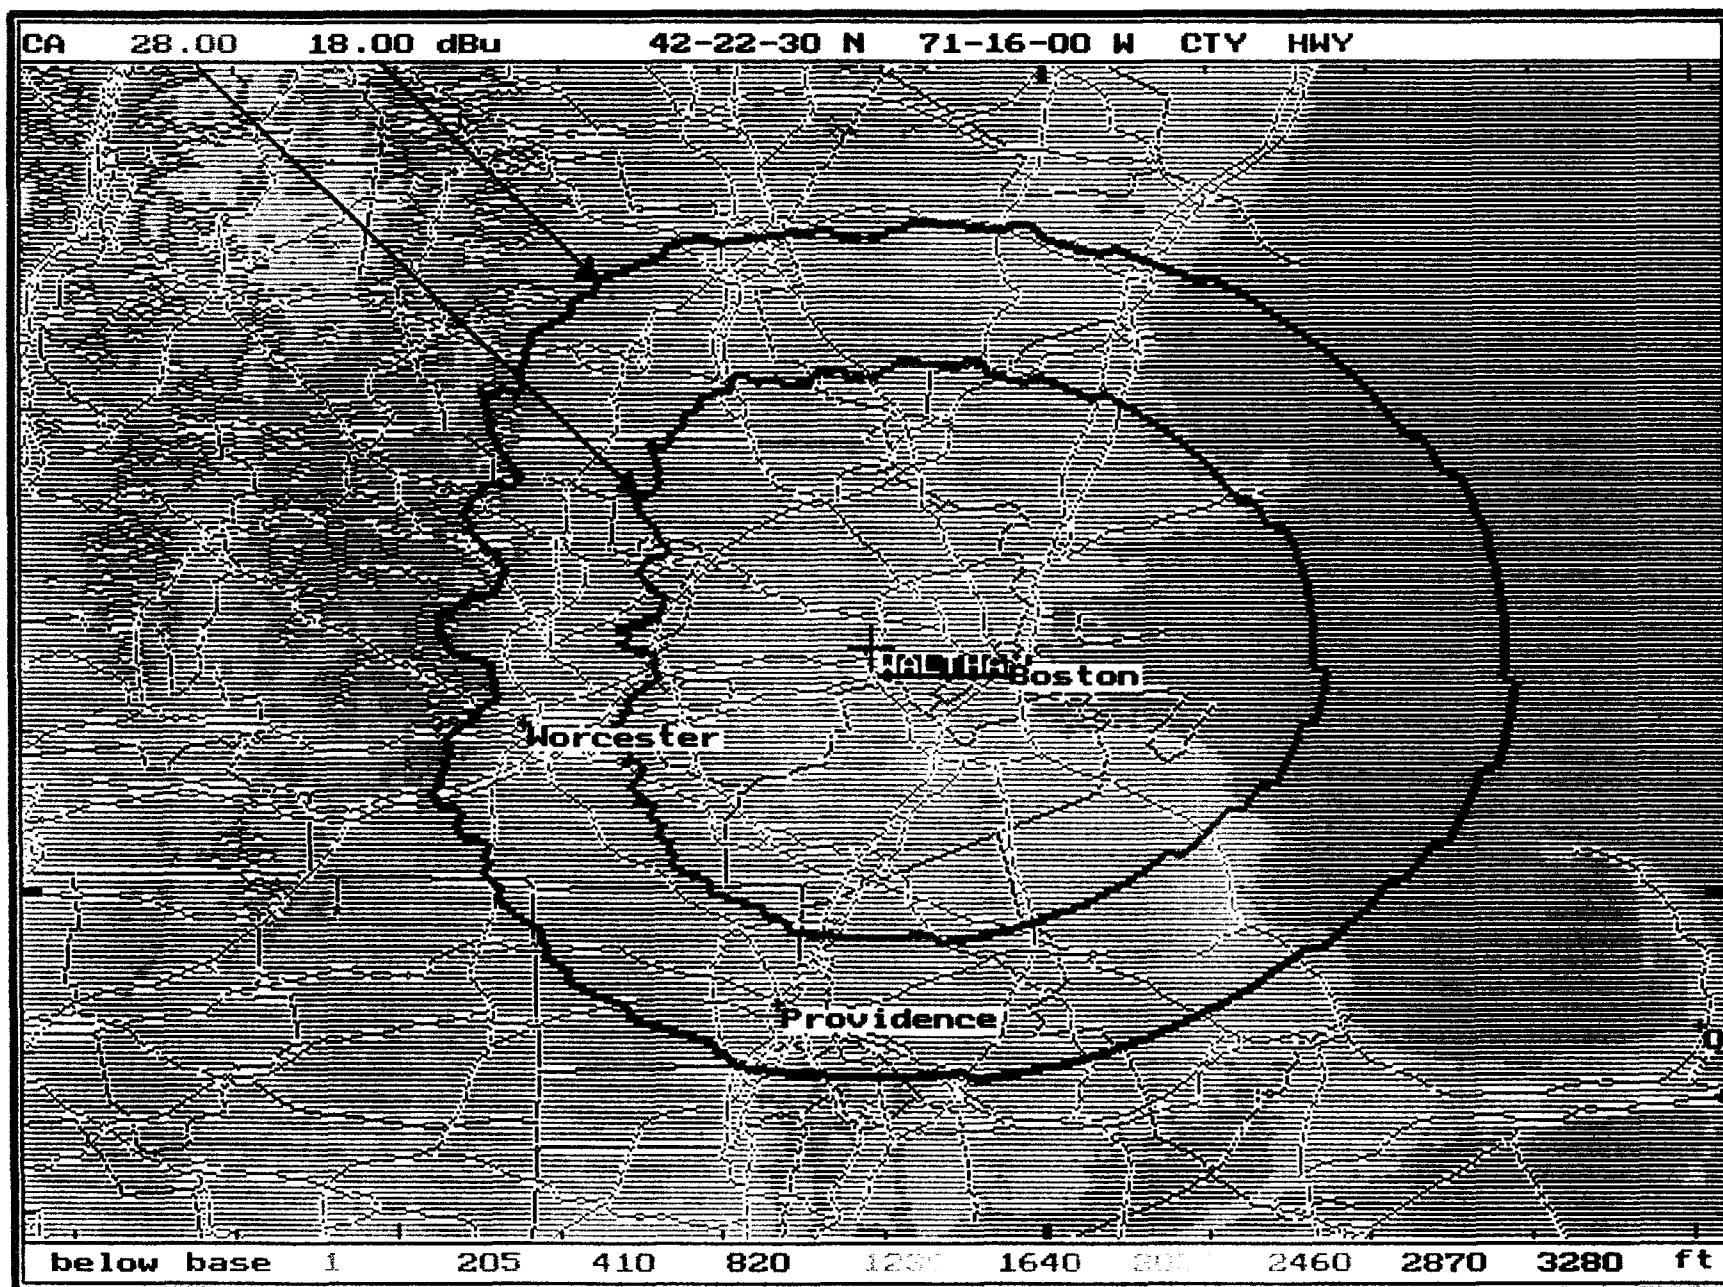 CA 28.00 18.00 dBu 42-22-30 N 71-16-00 W CTY HWY
WALTHAM
Boston
Worcester
Providence
below base 1 205 410 820 1640 2460 2870 3280 ft